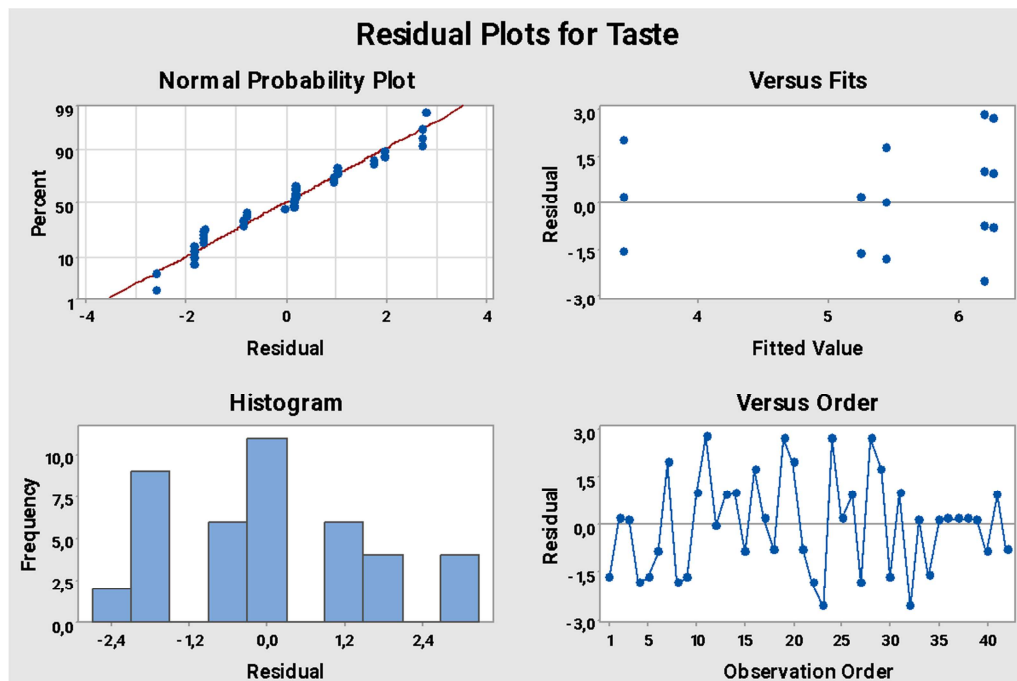 Residual Plots for Taste
Normal Probability Plot
99
90
50
10
1
Percent
-4 -2 0 2 4
Residual
Versus Fits
3,0
1,5
0,0
-1,5
-3,0
Residual
4 5 6
Fitted Value
Histogram
10,0
7,5
5,0
2,5
0,0
Frequency
-2,4 -1,2 0,0 1,2 2,4
Residual
Versus Order
3,0
1,5
0,0
-1,5
-3,0
Residual
1 5 10 15 20 25 30 35 40
Observation Order